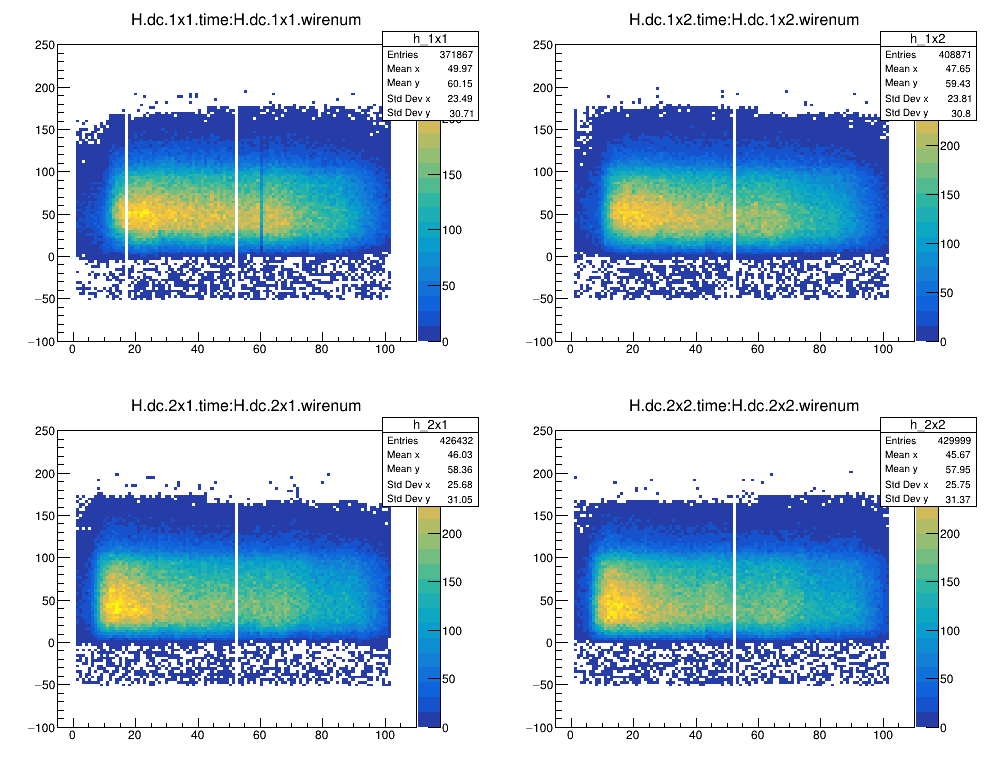 H.dc.1x1.time:H.dc.1x1.wirenum
h_1x1
Entries 371867
Mean x 49.97
Mean y 60.15
Std Dev x 23.49
Std Dev y 30.71
250
200
150
100
50
0
−50
−100
0 20 40 60 80 100
150
100
50
0
H.dc.1x2.time:H.dc.1x2.wirenum
h_1x2
Entries 408871
Mean x 47.65
Mean y 59.43
Std Dev x 23.81
Std Dev y 30.8
250
200
150
100
50
0
−50
−100
0 20 40 60 80 100
200
150
100
50
0
H.dc.2x1.time:H.dc.2x1.wirenum
h_2x1
Entries 426432
Mean x 46.03
Mean y 58.36
Std Dev x 25.68
Std Dev y 31.05
250
200
150
100
50
0
−50
−100
0 20 40 60 80 100
200
150
100
50
0
H.dc.2x2.time:H.dc.2x2.wirenum
h_2x2
Entries 429999
Mean x 45.67
Mean y 57.95
Std Dev x 25.75
Std Dev y 31.37
250
200
150
100
50
0
−50
−100
0 20 40 60 80 100
200
150
100
50
0